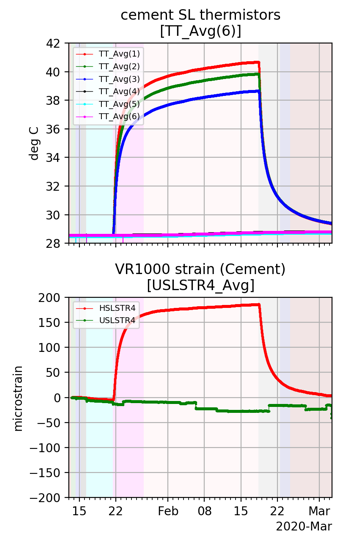 cement SL thermistors
[TT_Avg(6)]
42
40
38
36
34
32
30
28
deg C
TT_Avg(1)
TT_Avg(2)
TT_Avg(3)
TT_Avg(4)
TT_Avg(5)
TT_Avg(6)
VR1000 strain (Cement)
[USLSTR4_Avg]
200
150
100
50
0
−50
−100
−150
−200
microstrain
HSLSTR4
USLSTR4
15 22 Feb 08 15 22 Mar
2020-Mar